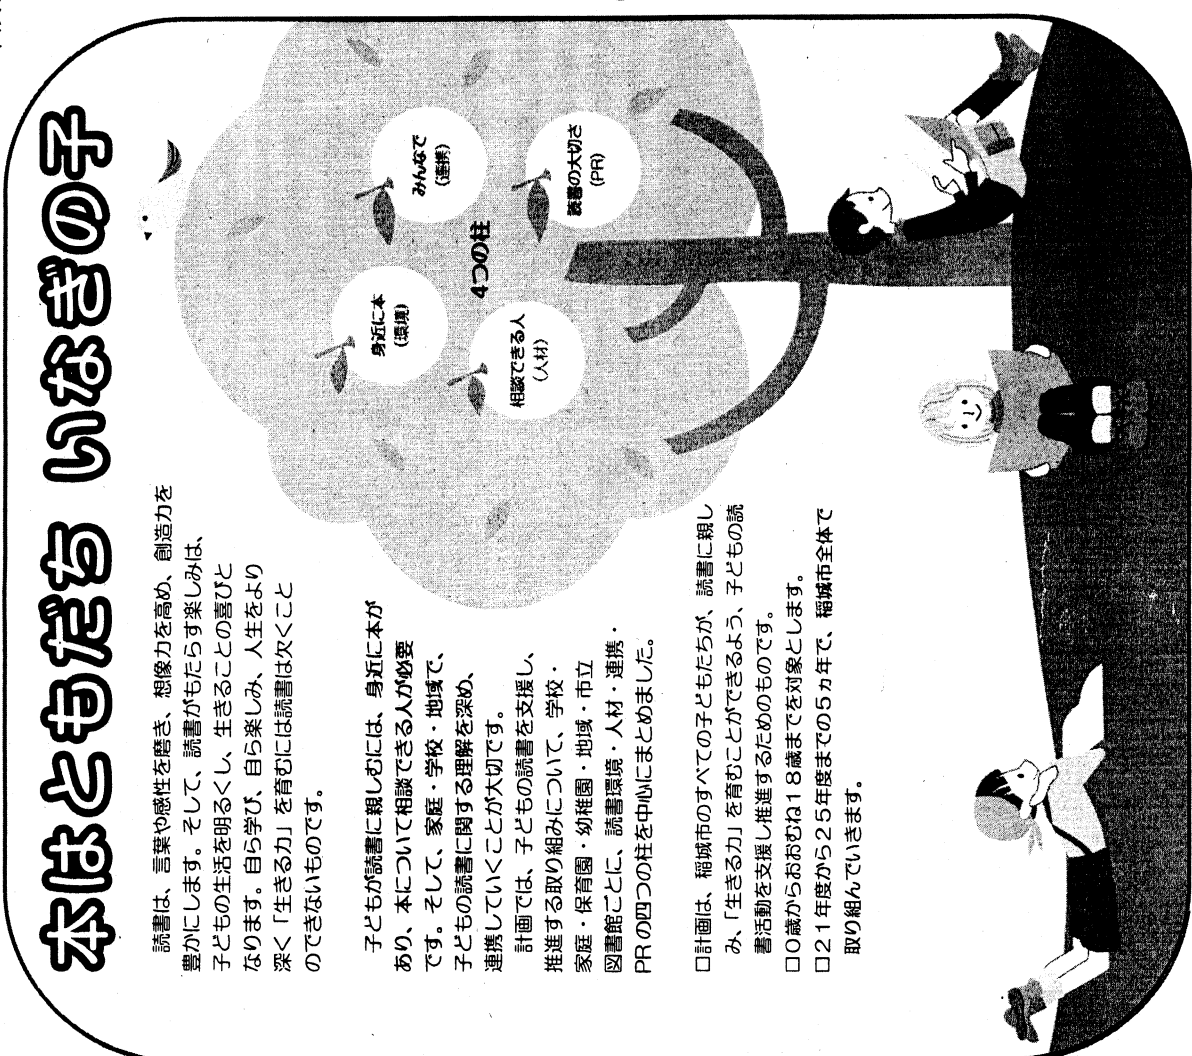 本はともだち いなぎの子
読書は、言葉や感性を磨き、想像力を高め、創造力を
豊かにします。そして、読書がもたらす楽しみは、
子どもの生活を明るくし、生きることの喜びと
なります。自ら学び、自ら楽しみ、人生をより
深く「生きる力」を育むには読書は欠くこと
のできないものです。
子どもが読書に親しむには、身近に本が
あり、本について相談できる人が必要
です。そして、家庭・学校・地域で、
子どもの読書に関する理解を深め、
連携していくことが大切です。
計画では、子どもの読書を支援し、
推進する取り組みについて、学校・
家庭・保育園・幼稚園・地域・市立
図書館ごとに、読書環境・人材・連携・
PRの四つの柱を中心にまとめました。
□計画は、稲城市のすべての子どもたちが、読書に親し
み、「生きる力」を育むことができるよう、子どもの読
書活動を支援し推進するためのものです。
□0歳からおおむね18歳までを対象とします。
□21年度から25年度までの5ヵ年で、稲城市全体で
取り組んでいきます。
身近に本
(環境)
みんなで
(連携)
4つの柱
相談できる人
(人材)
読書の大切さ
(PR)